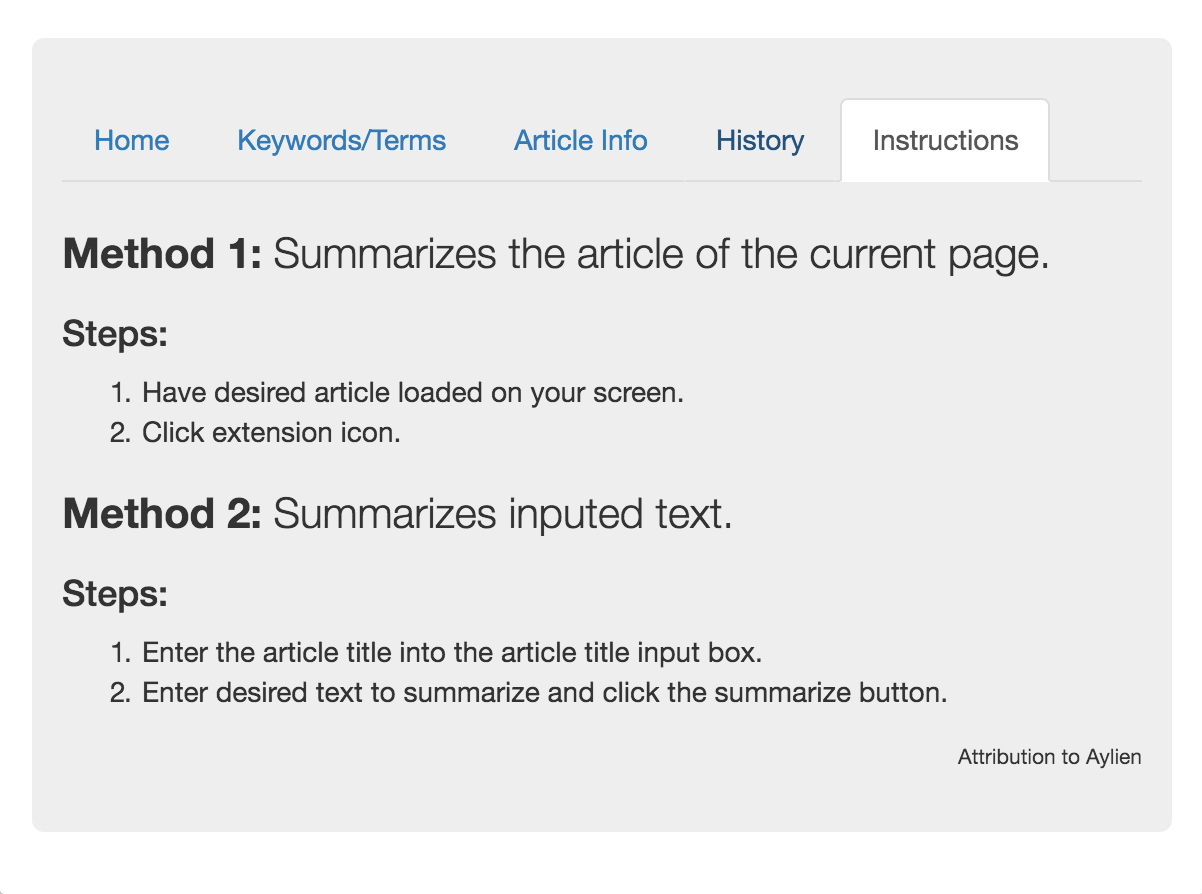 Home Keywords/Terms Article Info History Instructions
Method 1: Summarizes the article of the current page.
Steps:
1. Have desired article loaded on your screen.
2. Click extension icon.
Method 2: Summarizes inputed text.
Steps:
1. Enter the article title into the article title input box.
2. Enter desired text to summarize and click the summarize button.
Attribution to Aylien